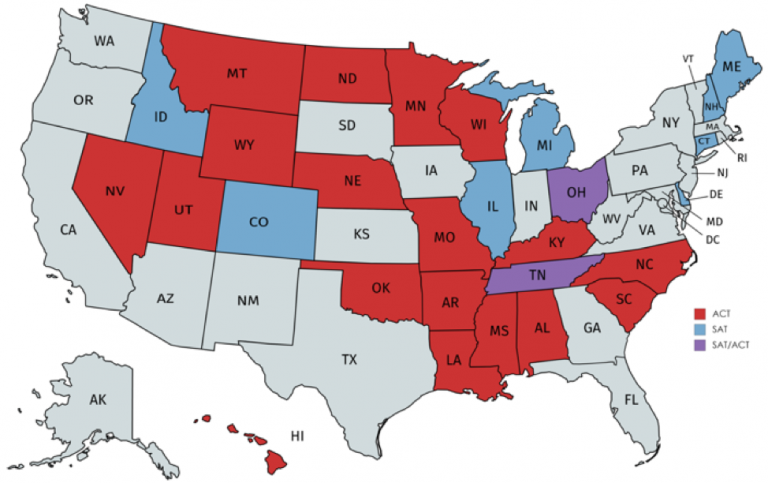 WA
MT
ND
MN
VT
ME
OR
ID
SD
WI
MI
NY
NH
MA
CT
RI
WY
NV
UT
NE
IA
PA
NJ
CO
IL
IN
OH
DE
WV
VA
MD
DC
CA
KS
MO
KY
TN
NC
AZ
NM
OK
AR
SC
MS
AL
GA
TX
LA
FL
AK
HI
ACT
SAT
SAT/ACT